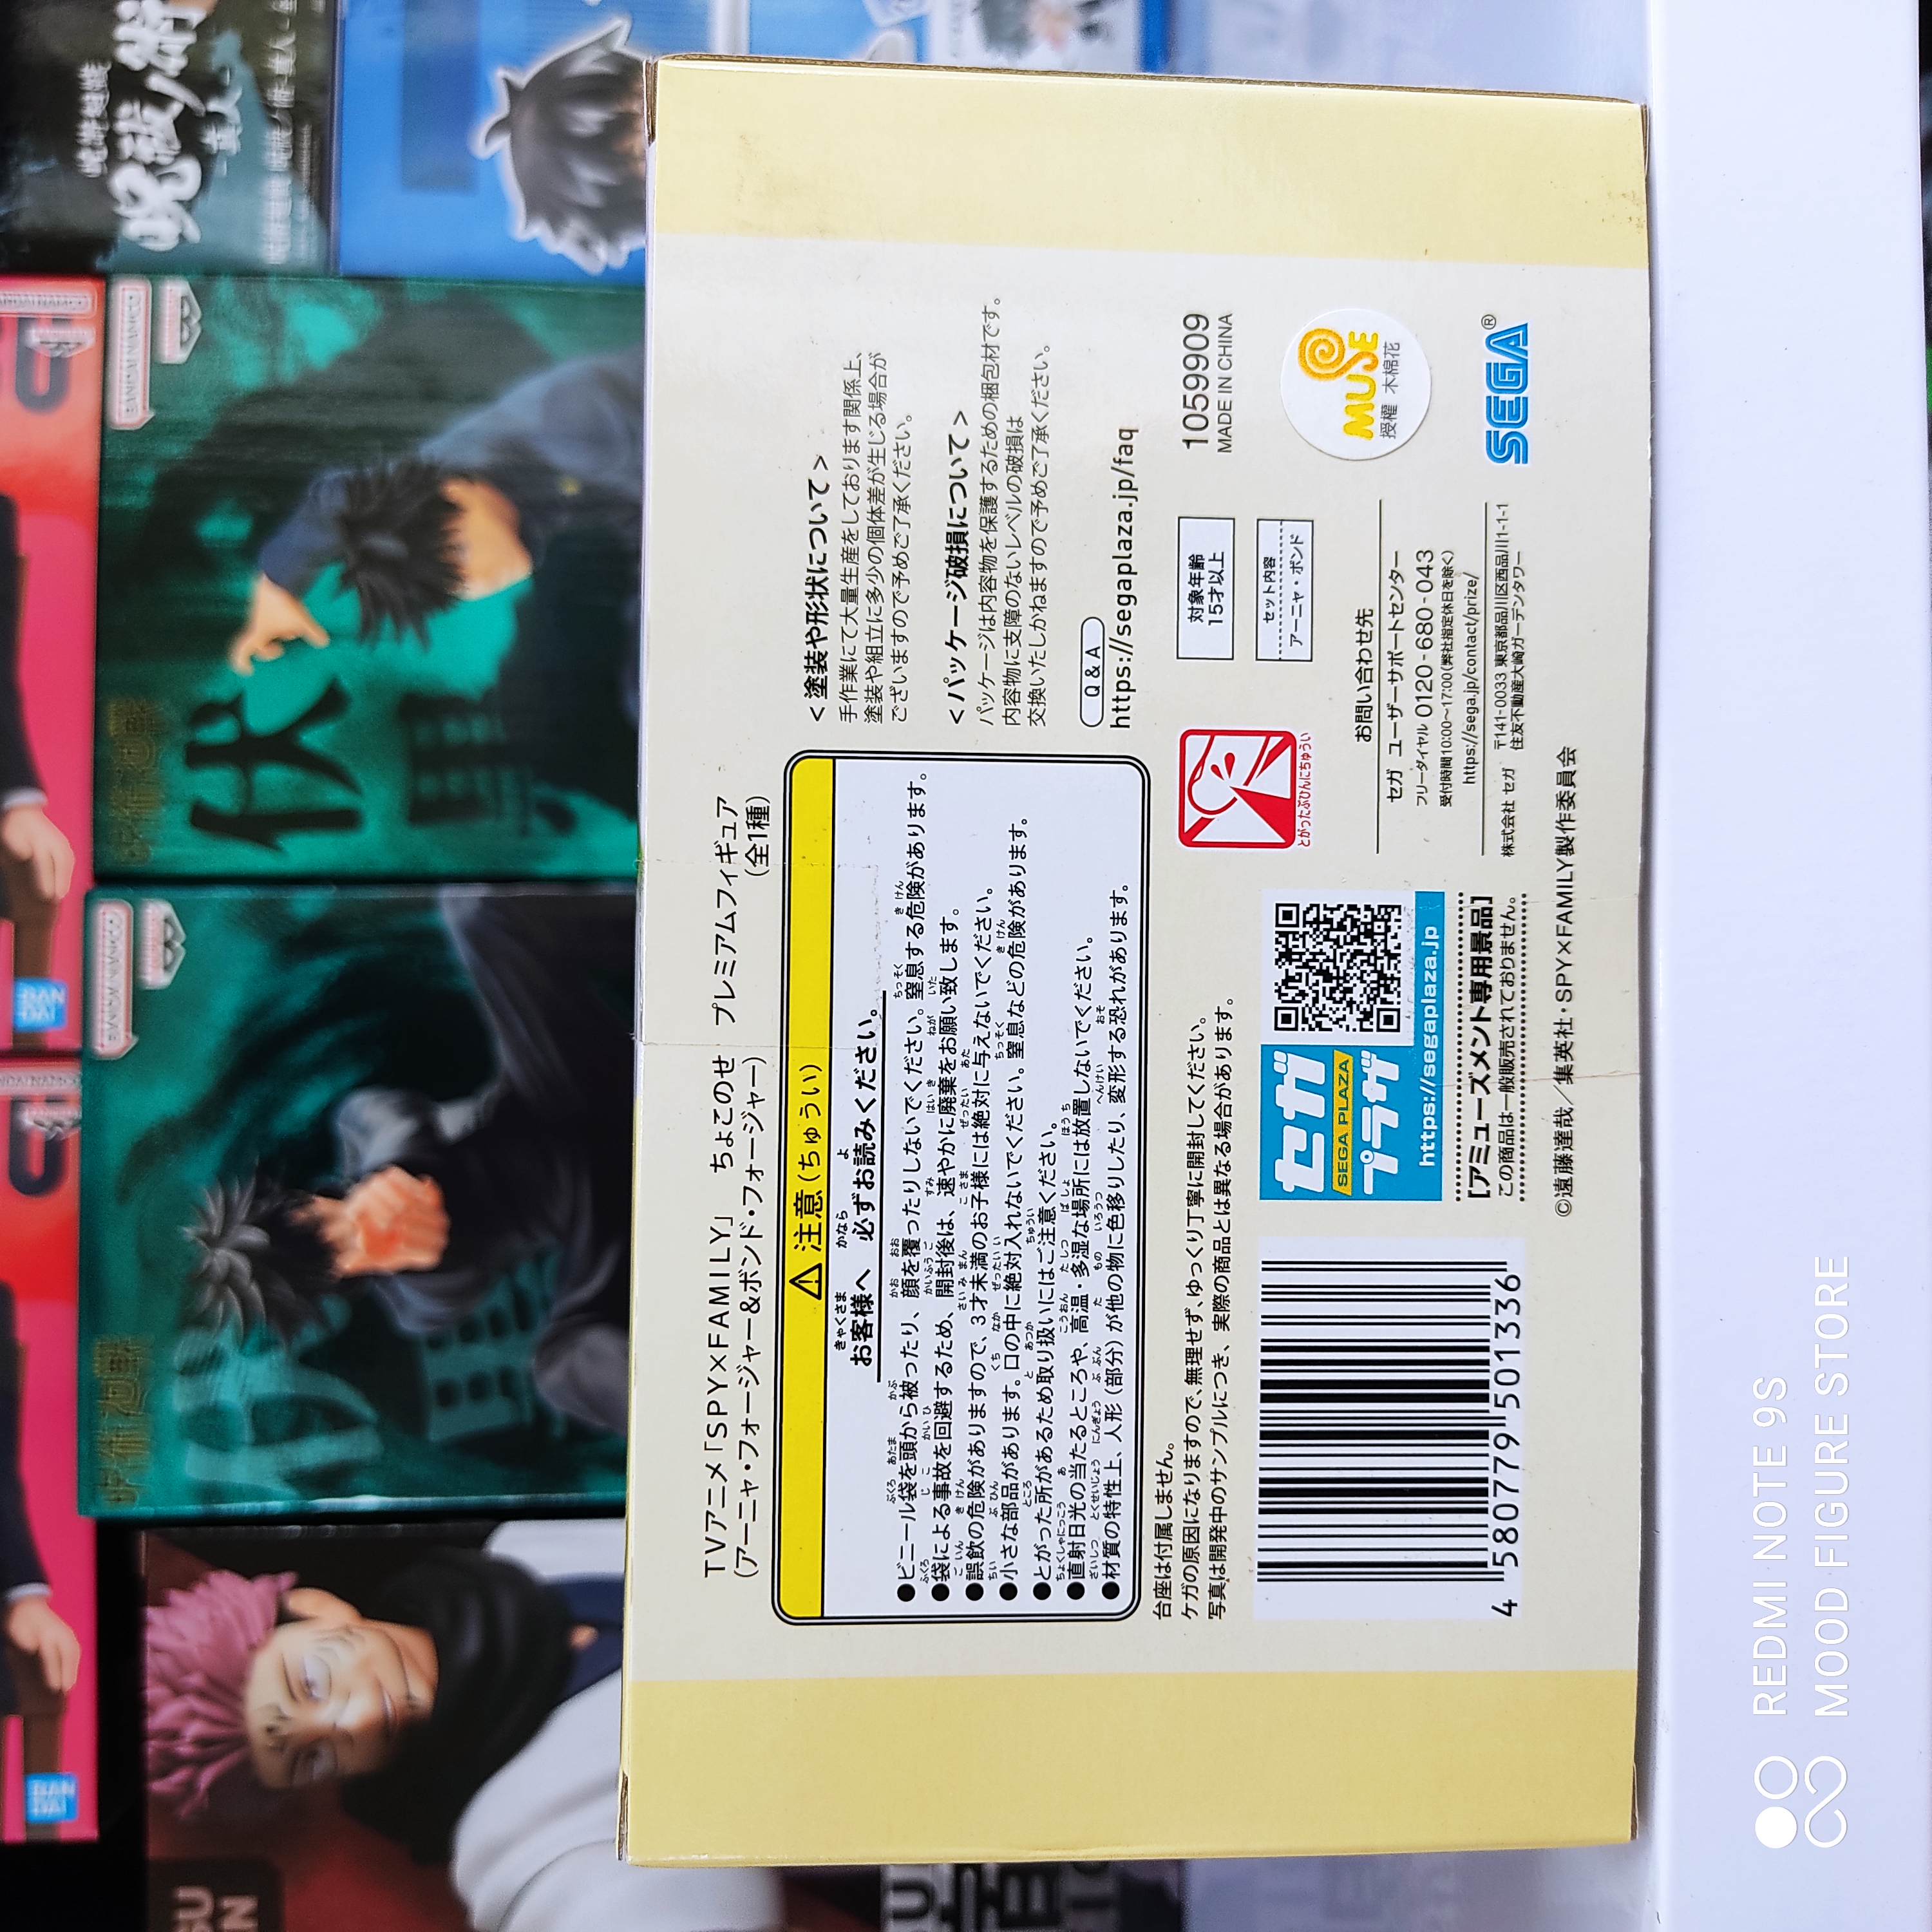 TVアニメ「SPY×FAMILY」 ちょこのせ プレミアムフィギュア
(アーニャ・フォージャー&ボンド・フォージャー) (全1種)
⚠注意(ちゅうい)
お客様へ 必ずお読みください。
●ビニール袋を頭から被ったり、顔を覆ったりしないでください。窒息する危険があります。
●袋による事故を回避するため、開封後は、速やかに廃棄をお願い致します。
●誤飲の危険がありますので、3才未満のお子様には絶対に与えないでください。
●小さな部品があります。口の中に絶対入れないでください。窒息などの危険があります。
●とがった所があるため取り扱いにはご注意ください。
●直射日光の当たるところや、高温・多湿な場所には放置しないでください。
●材質の特性上、人形(部分)が他の物に色移りしたり、変形する恐れがあります。
台座は付属しません。
ケガの原因になりますので、無理せず、ゆっくり丁寧に開封してください。
写真は開発中のサンプルにつき、実際の商品とは異なる場合があります。
4 580779 501336
セガ
SEGA PLAZA
プラザ
https://segaplaza.jp
[アミューズメント専用景品]
この商品は一般販売されておりません。
©遠藤達哉/集英社・SPY×FAMILY製作委員会
<塗装や形状について>
手作業にて大量生産をしております関係上、
塗装や組立に多少の個体差が生じる場合が
ございますので予めご了承ください。
<パッケージ破損について>
パッケージは内容物を保護するための梱包材です。
内容物に支障のないレベルの破損は
交換いたしかねますので予めご了承ください。
Q&A
https://segaplaza.jp/faq
とがったぶひんにちゅうい
対象年齢
15才以上
セット内容
アーニャ・ボンド
1059909
MADE IN CHINA
MUSE
授權 木棉花
お問い合わせ先
セガ ユーザーサポートセンター
フリーダイヤル 0120-680-043
受付時間10:00~17:00(弊社指定休日を除く)
https://sega.jp/contact/prize/
株式会社 セガ 〒141-0033 東京都品川区西品川1-1-1
住友不動産大崎ガーデンタワー
SEGA®
BANDAI NAMCO
BANDAI NAMCO
伏
黒
呪術廻戦
BAN
DAI
BAN
DAI
REDMI NOTE 9S
MOOD FIGURE STORE